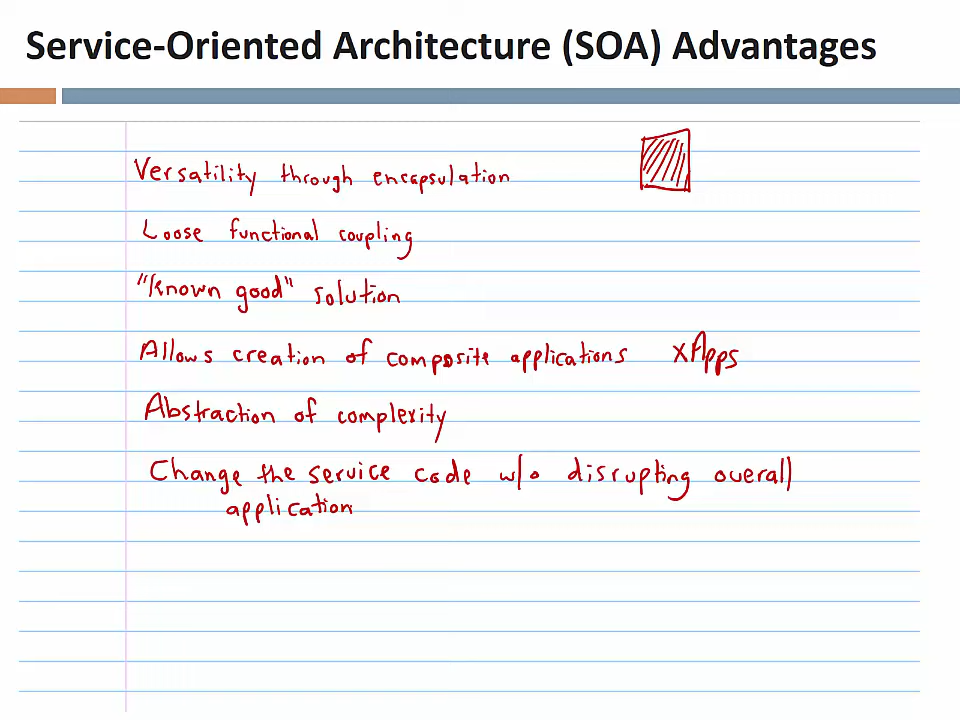 Service-Oriented Architecture (SOA) Advantages
Versatility through encapsulation
Loose functional coupling
"Known good" solution
Allows creation of composite applications xApps
Abstraction of complexity
Change the service code w/o disrupting overall
application